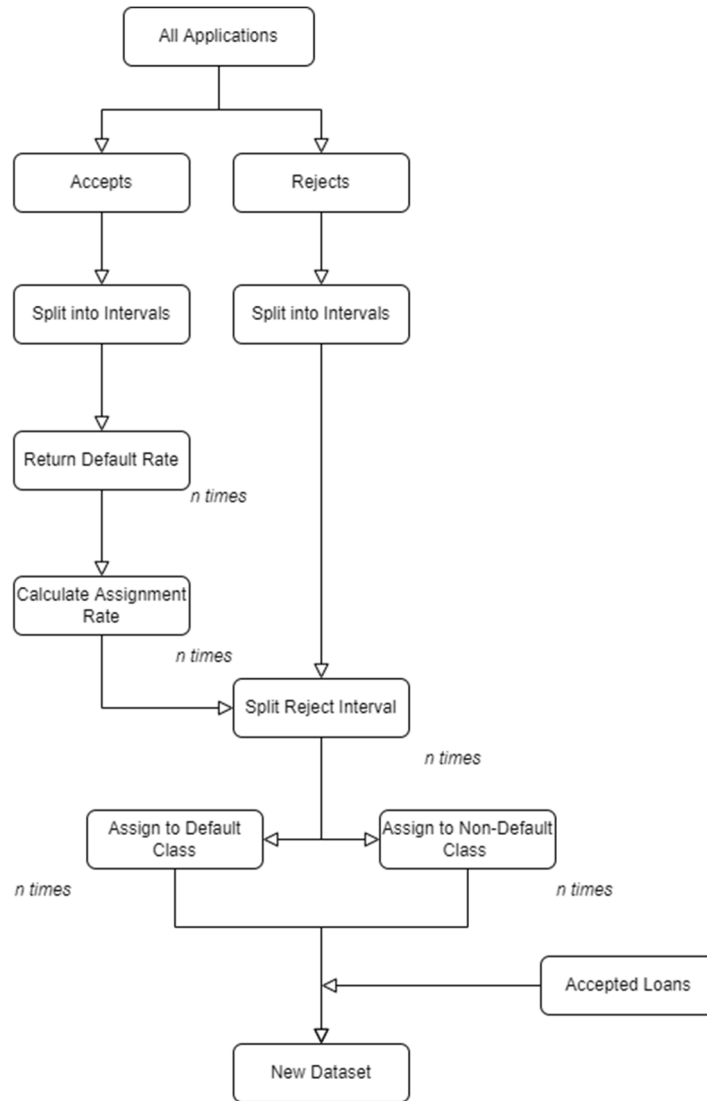 All Applications
Accepts
Rejects
Split into Intervals
Split into Intervals
Return Default Rate
n times
Calculate Assignment
Rate
n times
Split Reject Interval
n times
Assign to Default
Class
Assign to Non-Default
Class
n times
n times
Accepted Loans
New Dataset